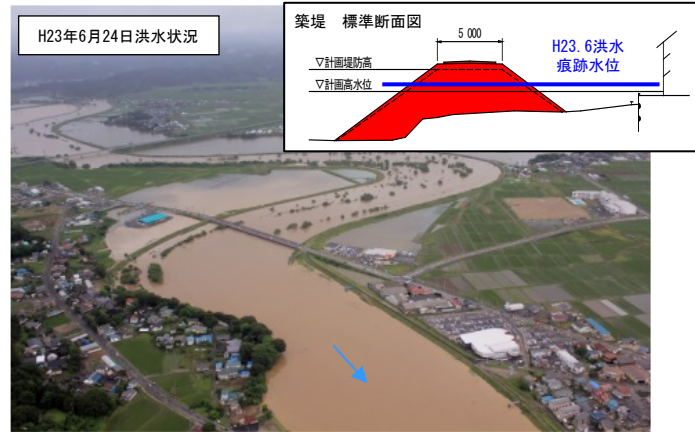 H23年6月24日洪水状況
築堤 標準断面図
5 000
H23.6洪水
痕跡水位
▽計画堤防高
▽計画高水位